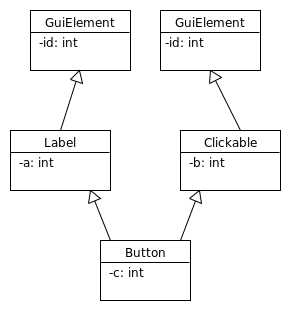 GuiElement
-id: int
GuiElement
-id: int
Label
-a: int
Clickable
-b: int
Button
-c: int